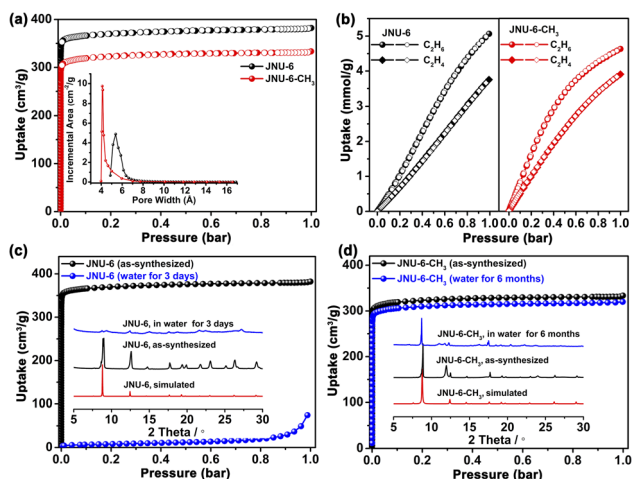 (a)
400
300
200
100
0
Uptake (cm³/g)
JNU-6
JNU-6-CH₃
Incremental Area (cm²/g)
10
8
6
4
2
0
4 6 8 10 12 14 16
Pore Width (Å)
0.0 0.2 0.4 0.6 0.8 1.0
Pressure (bar)
(b)
5
4
3
2
1
0
Uptake (mmol/g)
JNU-6
C₂H₆
C₂H₄
JNU-6-CH₃
C₂H₆
C₂H₄
0.0 0.2 0.4 0.6 0.8 1.0
0.0 0.2 0.4 0.6 0.8 1.0
Pressure (bar)
(c)
JNU-6 (as-synthesized)
JNU-6 (water for 3 days)
400
300
200
100
0
Uptake (cm³/g)
JNU-6, in water for 3 days
JNU-6, as-synthesized
JNU-6, simulated
5 10 15 20 25 30
2 Theta / °
0.0 0.2 0.4 0.6 0.8 1.0
Pressure (bar)
(d)
JNU-6-CH₃ (as-synthesized)
JNU-6-CH₃ (water for 6 months)
400
300
200
100
0
Uptake (cm³/g)
JNU-6-CH₃, in water for 6 months
JNU-6-CH₃, as-synthesized
JNU-6-CH₃, simulated
5 10 15 20 25 30
2 Theta / °
0.0 0.2 0.4 0.6 0.8 1.0
Pressure (bar)